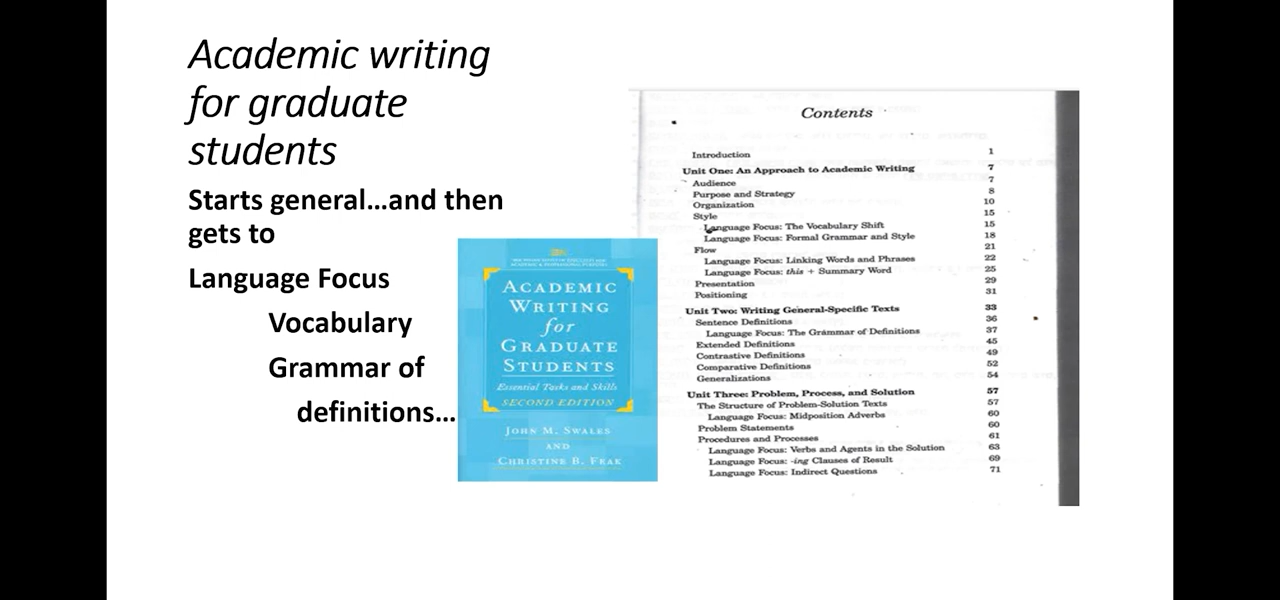 Academic writing
for graduate
students
Starts general...and then
gets to
Language Focus
Vocabulary
Grammar of
definitions...
ACADEMIC
WRITING
for
GRADUATE
STUDENTS
Essential Tasks and Skills
SECOND EDITION
JOHN M. SWALES
AND
CHRISTINE B. FEAK
Contents
Introduction 1
Unit One: An Approach to Academic Writing 7
Audience 7
Purpose and Strategy 8
Organization 10
Style 15
Language Focus: The Vocabulary Shift 15
Language Focus: Formal Grammar and Style 18
Flow 21
Language Focus: Linking Words and Phrases 22
Language Focus: this + Summary Word 25
Presentation 29
Positioning 31
Unit Two: Writing General-Specific Texts 33
Sentence Definitions 36
Language Focus: The Grammar of Definitions 37
Extended Definitions 45
Contrastive Definitions 49
Comparative Definitions 52
Generalizations 54
Unit Three: Problem, Process, and Solution 57
The Structure of Problem-Solution Texts 57
Language Focus: Midposition Adverbs 60
Problem Statements 60
Procedures and Processes 61
Language Focus: Verbs and Agents in the Solution 63
Language Focus: -ing Clauses of Result 69
Language Focus: Indirect Questions 71